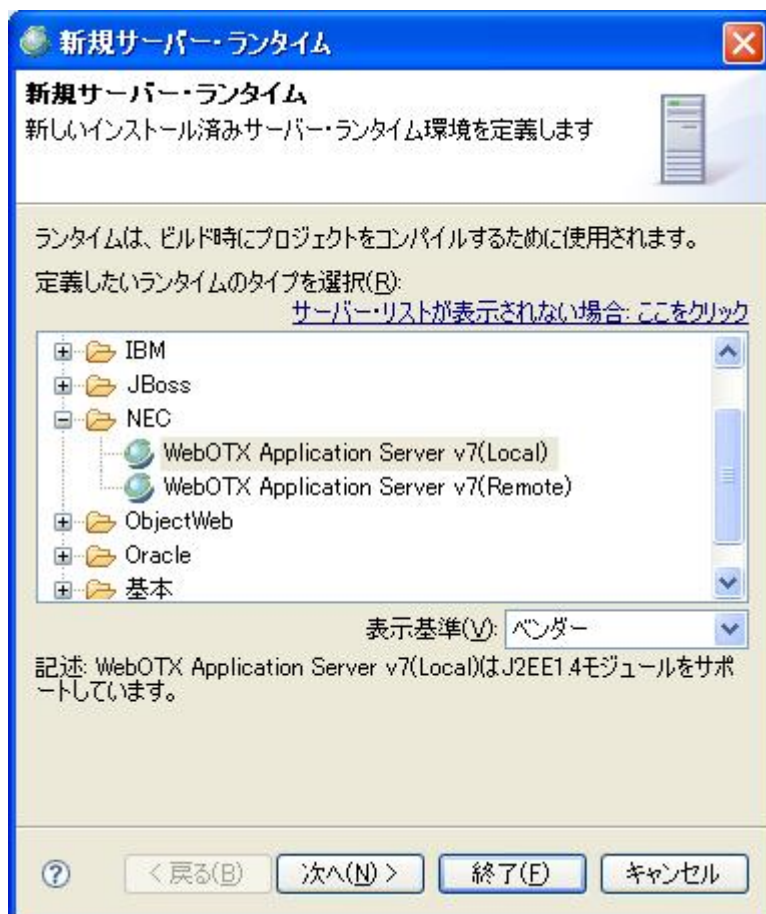 新規サーバー・ランタイム
新規サーバー・ランタイム
新しいインストール済みサーバー・ランタイム環境を定義します
ランタイムは、ビルド時にプロジェクトをコンパイルするために使用されます。
定義したいランタイムのタイプを選択(R):
サーバー・リストが表示されない場合: ここをクリック
IBM
JBoss
NEC
WebOTX Application Server v7(Local)
WebOTX Application Server v7(Remote)
ObjectWeb
Oracle
基本
表示基準(V): ベンダー
記述: WebOTX Application Server v7(Local)はJ2EE1.4モジュールをサポ
ートしています。
? < 戻る(B) 次へ(N) > 終了(F) キャンセル